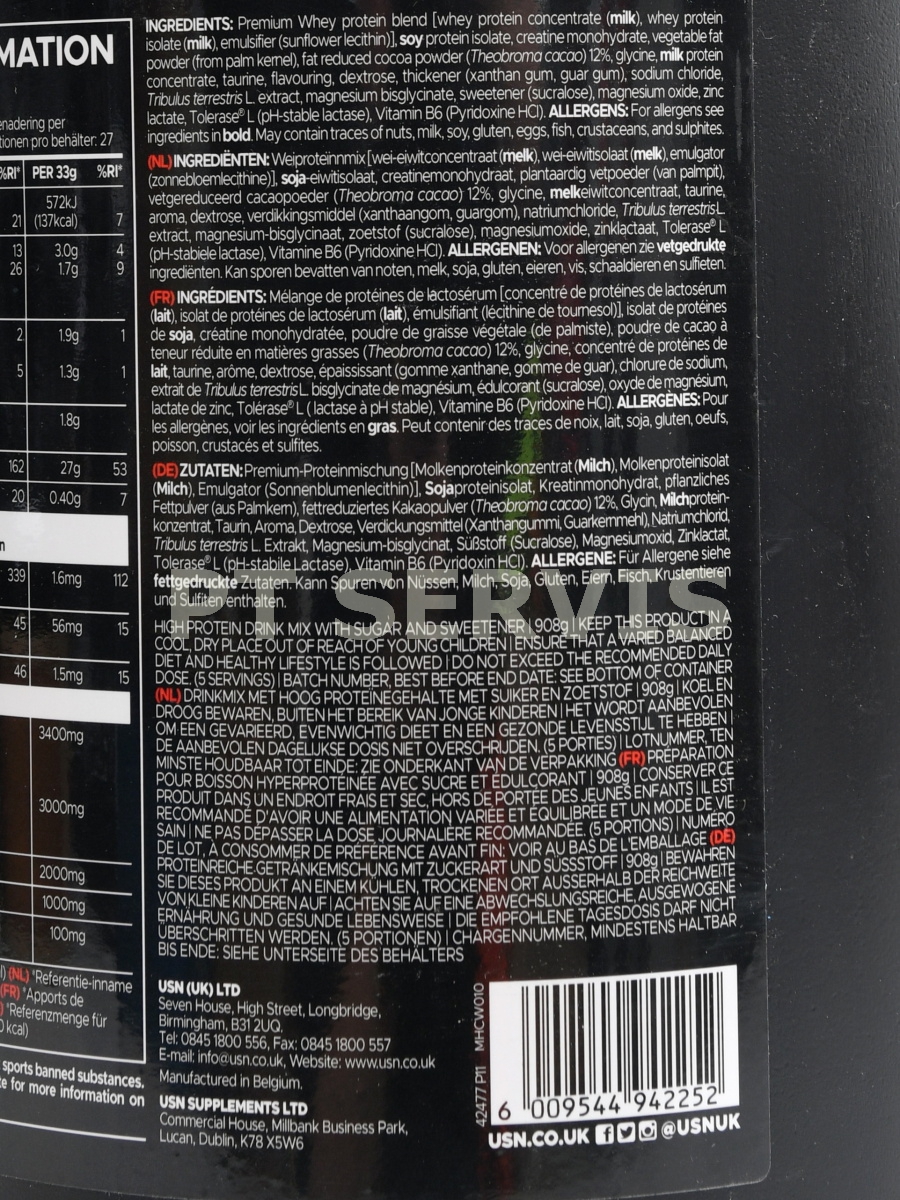 MATION
enadering per
tionen pro behälter: 27
%RI* PER 33g %RI*
572kJ
21 (137kcal) 7
13 3.0g 4
26 1.7g 9
2 1.9g 1
5 1.3g 1
1.8g
162 27g 53
20 0.40g 7
n
339 1.6mg 112
45 56mg 15
46 1.5mg 15
3400mg
3000mg
2000mg
1000mg
100mg
l) (NL) *Referentie-inname
(FR) *Apports de
) *Referenzmenge für
0 kcal)
sports banned substances.
te for more information on
INGREDIENTS: Premium Whey protein blend [whey protein concentrate (milk), whey protein
isolate (milk), emulsifier (sunflower lecithin)], soy protein isolate, creatine monohydrate, vegetable fat
powder (from palm kernel), fat reduced cocoa powder (Theobroma cacao) 12%, glycine, milk protein
concentrate, taurine, flavouring, dextrose, thickener (xanthan gum, guar gum), sodium chloride,
Tribulus terrestris L. extract, magnesium bisglycinate, sweetener (sucralose), magnesium oxide, zinc
lactate, Tolerase® L (pH-stable lactase), Vitamin B6 (Pyridoxine HCl). ALLERGENS: For allergens see
ingredients in bold. May contain traces of nuts, milk, soy, gluten, eggs, fish, crustaceans, and sulphites.
(NL) INGREDIËNTEN: Weiproteïnnmix [wei-eiwitconcentraat (melk), wei-eiwitisolaat (melk), emulgator
(zonnebloemlecithine)], soja-eiwitisolaat, creatinemonohydraat, plantaardig vetpoeder (van palmpit),
vetgereduceerd cacaopoeder (Theobroma cacao) 12%, glycine, melkeiwitconcentraat, taurine,
aroma, dextrose, verdikkingsmiddel (xanthaangom, guargom), natriumchloride, Tribulus terrestris L.
extract, magnesium-bisglycinaat, zoetstof (sucralose), magnesiumoxide, zinklactaat, Tolerase® L
(pH-stabiele lactase), Vitamine B6 (Pyridoxine HCl). ALLERGENEN: Voor allergenen zie vetgedrukte
ingrediënten. Kan sporen bevatten van noten, melk, soja, gluten, eieren, vis, schaaldieren en sulfieten.
(FR) INGRÉDIENTS: Mélange de protéines de lactosérum [concentré de protéines de lactosérum
(lait), isolat de protéines de lactosérum (lait), émulsifiant (lécithine de tournesol)], isolat de protéines
de soja, créatine monohydratée, poudre de graisse végétale (de palmiste), poudre de cacao à
teneur réduite en matières grasses (Theobroma cacao) 12%, glycine, concentré de protéines de
lait, taurine, arôme, dextrose, épaississant (gomme xanthane, gomme de guar), chlorure de sodium,
extrait de Tribulus terrestris L. bisglycinate de magnésium, édulcorant (sucralose), oxyde de magnésium,
lactate de zinc, Tolérase® L ( lactase à pH stable), Vitamine B6 (Pyridoxine HCl). ALLERGÈNES: Pour
les allergènes, voir les ingrédients en gras. Peut contenir des traces de noix, lait, soja, gluten, oeufs,
poisson, crustacés et sulfites.
(DE) ZUTATEN: Premium-Proteinmischung [Molkenproteinkonzentrat (Milch), Molkenproteinisolat
(Milch), Emulgator (Sonnenblumenlecithin)], Sojaproteinisolat, Kreatinmonohydrat, pflanzliches
Fettpulver (aus Palmkern), fettreduziertes Kakaopulver (Theobroma cacao) 12%, Glycin, Milchprotein-
konzentrat, Taurin, Aroma, Dextrose, Verdickungsmittel (Xanthangummi, Guarkernmehl), Natriumchlorid,
Tribulus terrestris L. Extrakt, Magnesium-bisglycinat, Süßstoff (Sucralose), Magnesiumoxid, Zinklactat,
Tolerase® L (pH-stabile Lactase), Vitamin B6 (Pyridoxin HCl). ALLERGENE: Für Allergene siehe
fettgedruckte Zutaten. Kann Sporen von Nüssen, Milch, Soja, Gluten, Eiern, Fisch, Krustentieren
und Sulfiten enthalten.
PT SERVIS
HIGH PROTEIN DRINK MIX WITH SUGAR AND SWEETENER | 908g | KEEP THIS PRODUCT IN A
COOL, DRY PLACE OUT OF REACH OF YOUNG CHILDREN | ENSURE THAT A VARIED BALANCED
DIET AND HEALTHY LIFESTYLE IS FOLLOWED | DO NOT EXCEED THE RECOMMENDED DAILY
DOSE. (5 SERVINGS) | BATCH NUMBER, BEST BEFORE END DATE: SEE BOTTOM OF CONTAINER
(NL) DRINKMIX MET HOOG PROTEÏNEGEHALTE MET SUIKER EN ZOETSTOF | 908g | KOEL EN
DROOG BEWAREN, BUITEN HET BEREIK VAN JONGE KINDEREN | HET WORDT AANBEVOLEN
OM EEN GEVARIEERD, EVENWICHTIG DIEET EN EEN GEZONDE LEVENSSTIJL TE HEBBEN |
DE AANBEVOLEN DAGELIJKSE DOSIS NIET OVERSCHRIJDEN. (5 PORTIES) | LOTNUMMER, TEN
MINSTE HOUDBAAR TOT EINDE: ZIE ONDERKANT VAN DE VERPAKKING (FR) PRÉPARATION
POUR BOISSON HYPERPROTÉINÉE AVEC SUCRE ET ÉDULCORANT | 908g | CONSERVER CE
PRODUIT DANS UN ENDROIT FRAIS ET SEC, HORS DE PORTÉE DES JEUNES ENFANTS | IL EST
RECOMMANDÉ D'AVOIR UNE ALIMENTATION VARIÉE ET ÉQUILIBRÉE ET UN MODE DE VIE
SAIN | NE PAS DÉPASSER LA DOSE JOURNALIÈRE RECOMMANDÉE. (5 PORTIONS) | NUMÉRO
DE LOT, À CONSOMMER DE PRÉFÉRENCE AVANT FIN: VOIR AU BAS DE L'EMBALLAGE (DE)
PROTEINREICHE GETRÄNKEMISCHUNG MIT ZUCKERART UND SÜSSSTOFF | 908g | BEWAHREN
SIE DIESES PRODUKT AN EINEM KÜHLEN, TROCKENEN ORT AUSSERHALB DER REICHWEITE
VON KLEINE KINDEREN AUF | ACHTEN SIE AUF EINE ABWECHSLUNGSREICHE, AUSGEWOGENE
ERNÄHRUNG UND GESUNDE LEBENSWEISE | DIE EMPFOHLENE TAGESDOSIS DARF NICHT
ÜBERSCHRITTEN WERDEN. (5 PORTIONEN) | CHARGENNUMMER, MINDESTENS HALTBAR
BIS ENDE: SIEHE UNTERSEITE DES BEHÄLTERS
USN (UK) LTD
Seven House, High Street, Longbridge,
Birmingham, B31 2UQ.
Tel: 0845 1800 556, Fax: 0845 1800 557
E-mail: info@usn.co.uk, Website: www.usn.co.uk
Manufactured in Belgium.
USN SUPPLEMENTS LTD
Commercial House, Millbank Business Park,
Lucan, Dublin, K78 X5W6
42477 P11 MHCW010
6 009544 942252
USN.CO.UK @USNUK